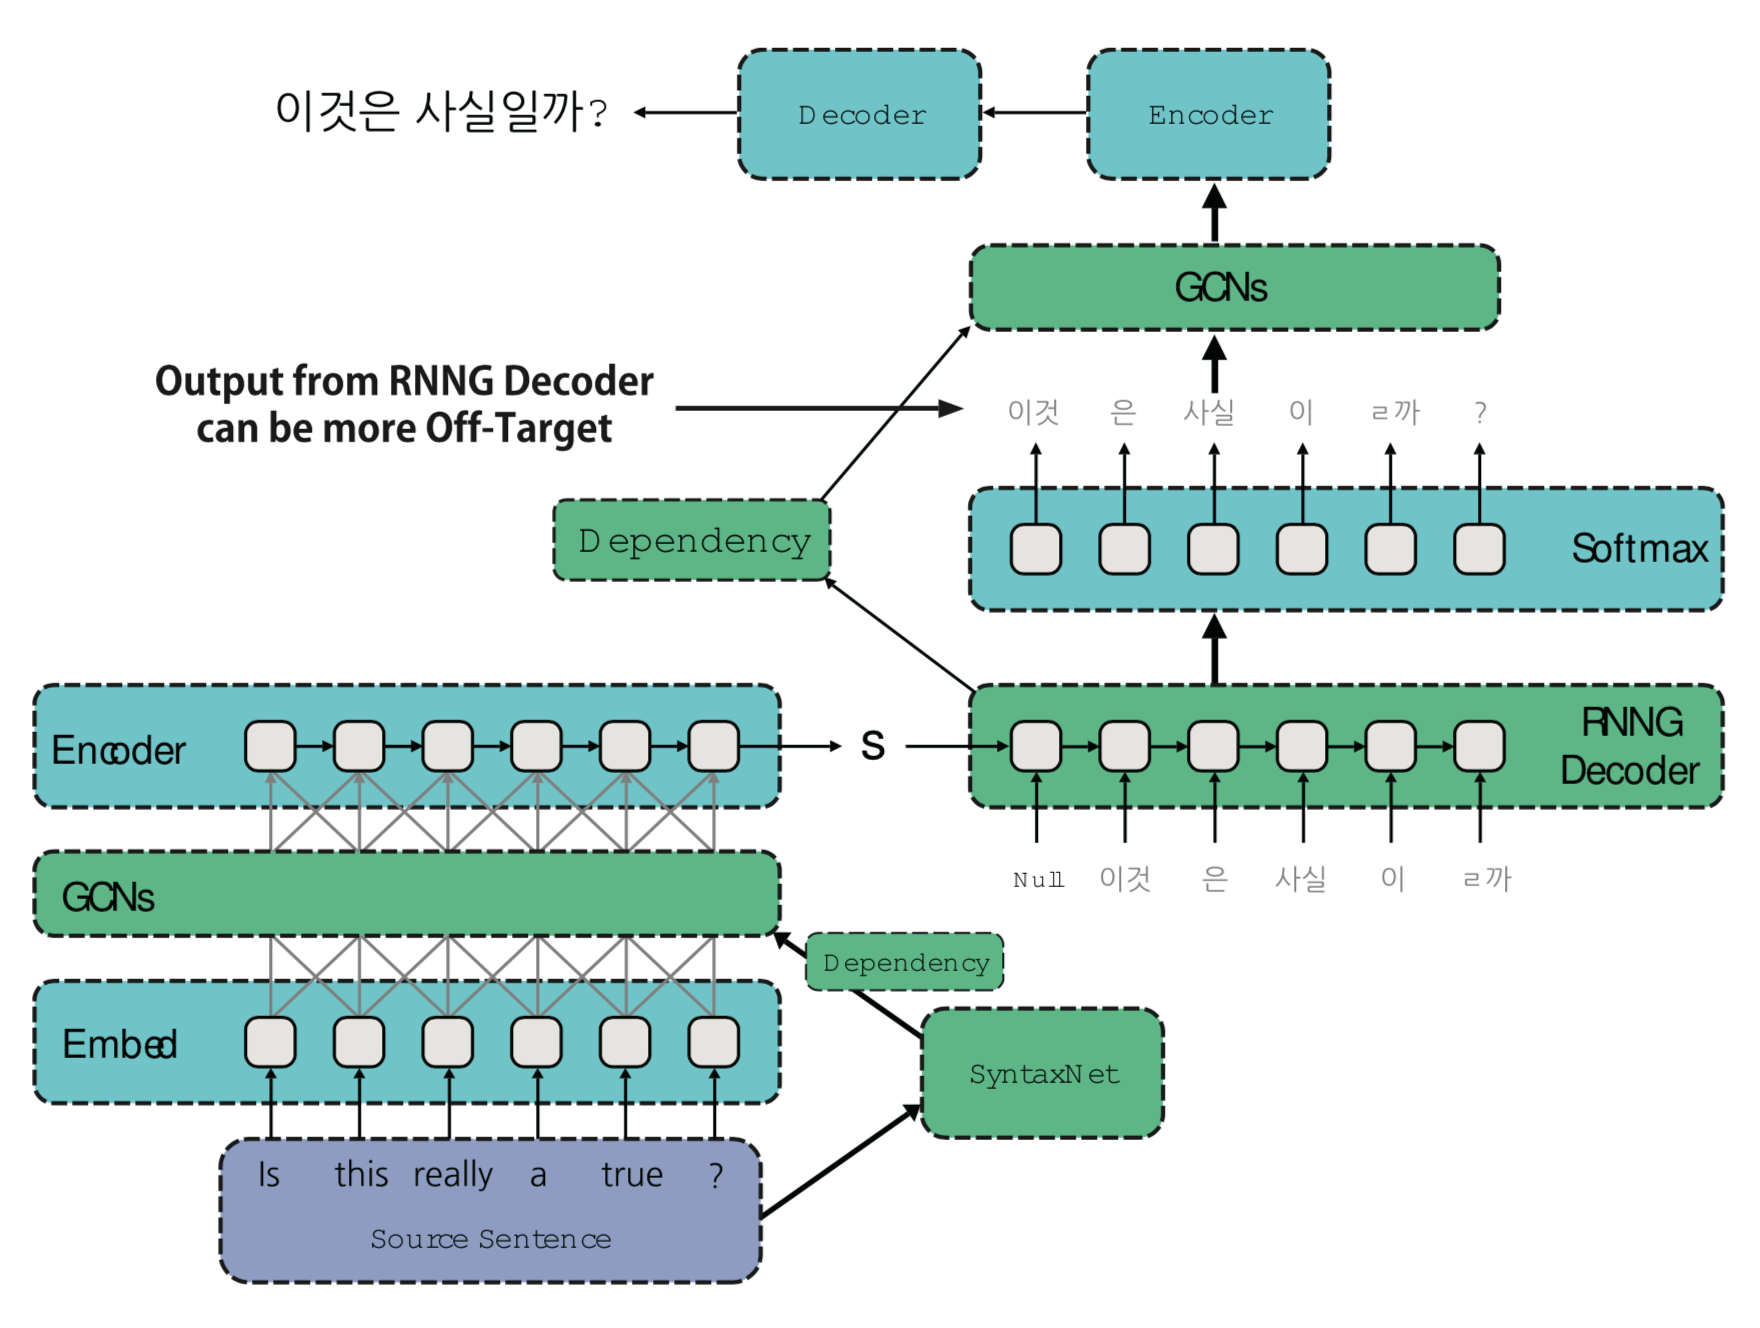 이것은 사실일까?
Decoder
Encoder
GCNs
Output from RNNG Decoder
can be more Off-Target
이것 은 사실 이 ㄹ까 ?
Dependency
Softmax
Encoder
S
RNNG
Decoder
Null 이것 은 사실 이 ㄹ까
GCNs
Dependency
Embed
SyntaxNet
Is this really a true ?
Source Sentence